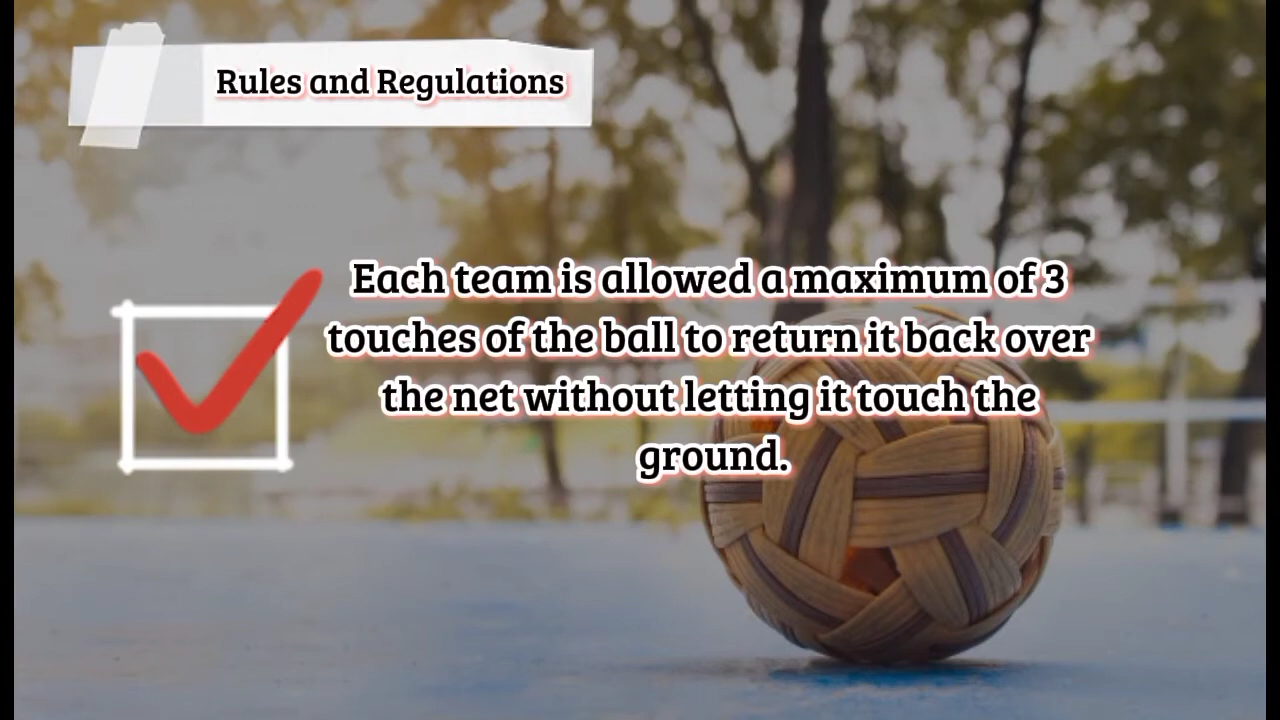 Rules and Regulations
Each team is allowed a maximum of 3
touches of the ball to return it back over
the net without letting it touch the
ground.